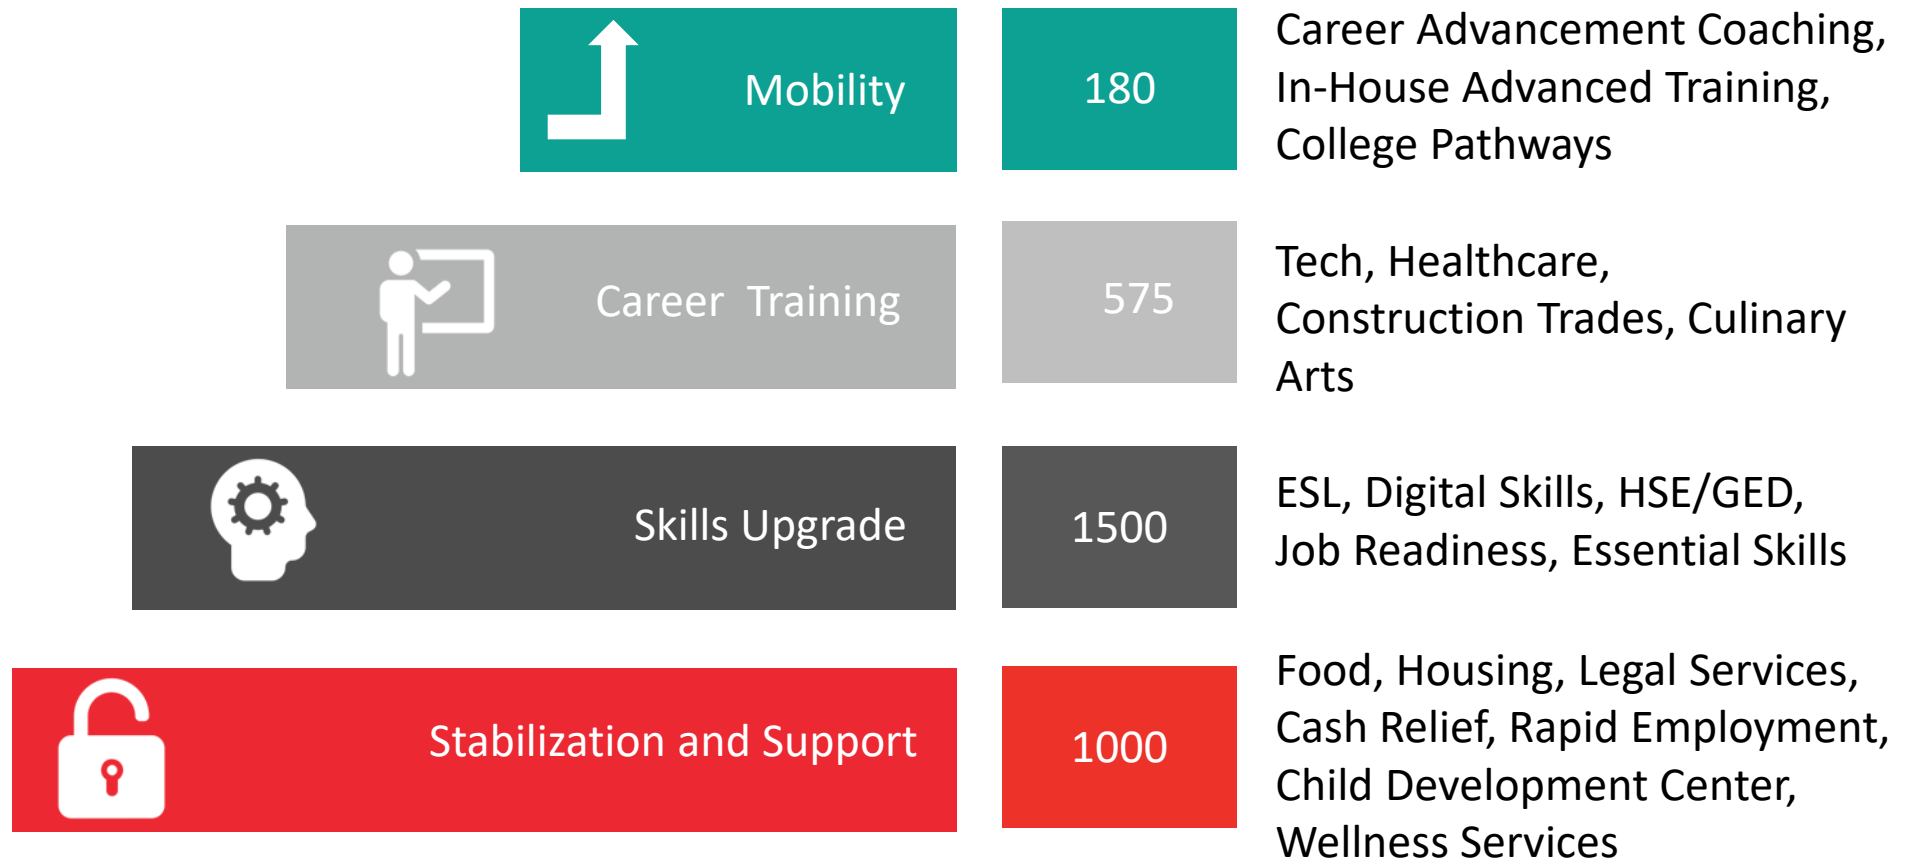 Mobility
180
Career Advancement Coaching,
In-House Advanced Training,
College Pathways
Career  Training
575
Tech, Healthcare,
Construction Trades, Culinary
Arts
Skills Upgrade
1500
ESL, Digital Skills, HSE/GED,
Job Readiness, Essential Skills
Stabilization and Support
1000
Food, Housing, Legal Services,
Cash Relief, Rapid Employment,
Child Development Center,
Wellness Services